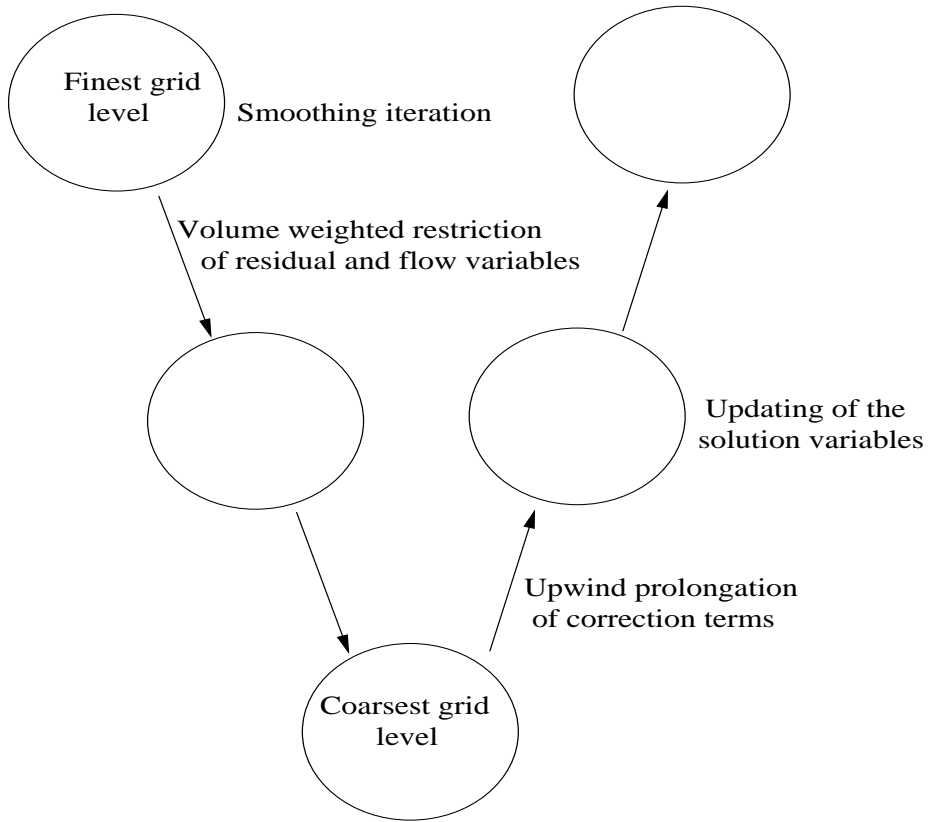 Finest grid
level
Smoothing iteration
Volume weighted restriction
of residual and flow variables
Updating of the
solution variables
Upwind prolongation
of correction terms
Coarsest grid
level